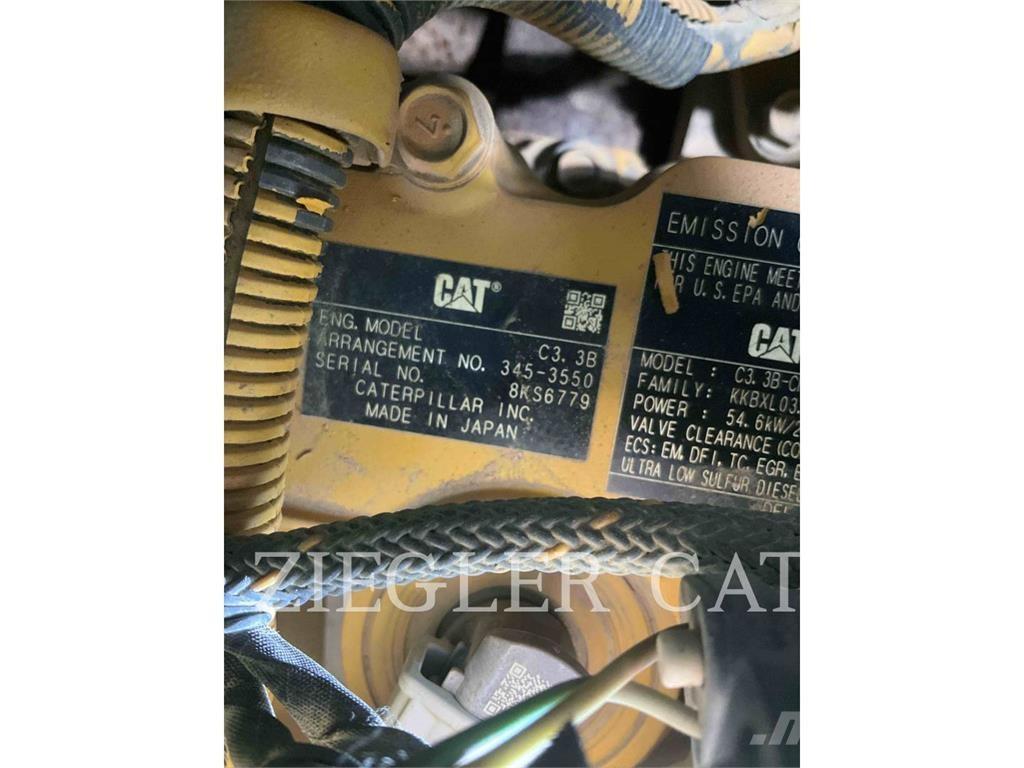 CAT®
ENG. MODEL C3.3B
ARRANGEMENT NO. 345-3550
SERIAL NO. 8KS6779
CATERPILLAR INC.
MADE IN JAPAN
EMISSION
THIS ENGINE MEET
U.S. EPA AND
CAT
MODEL : C3.3B-C
FAMILY: KKBXL03.
POWER : 54.6kW/2
VALVE CLEARANCE (CO
ECS: EM, DFI, TC, EGR,
ULTRA LOW SULFUR DIESEL
ZIEGLER CAT